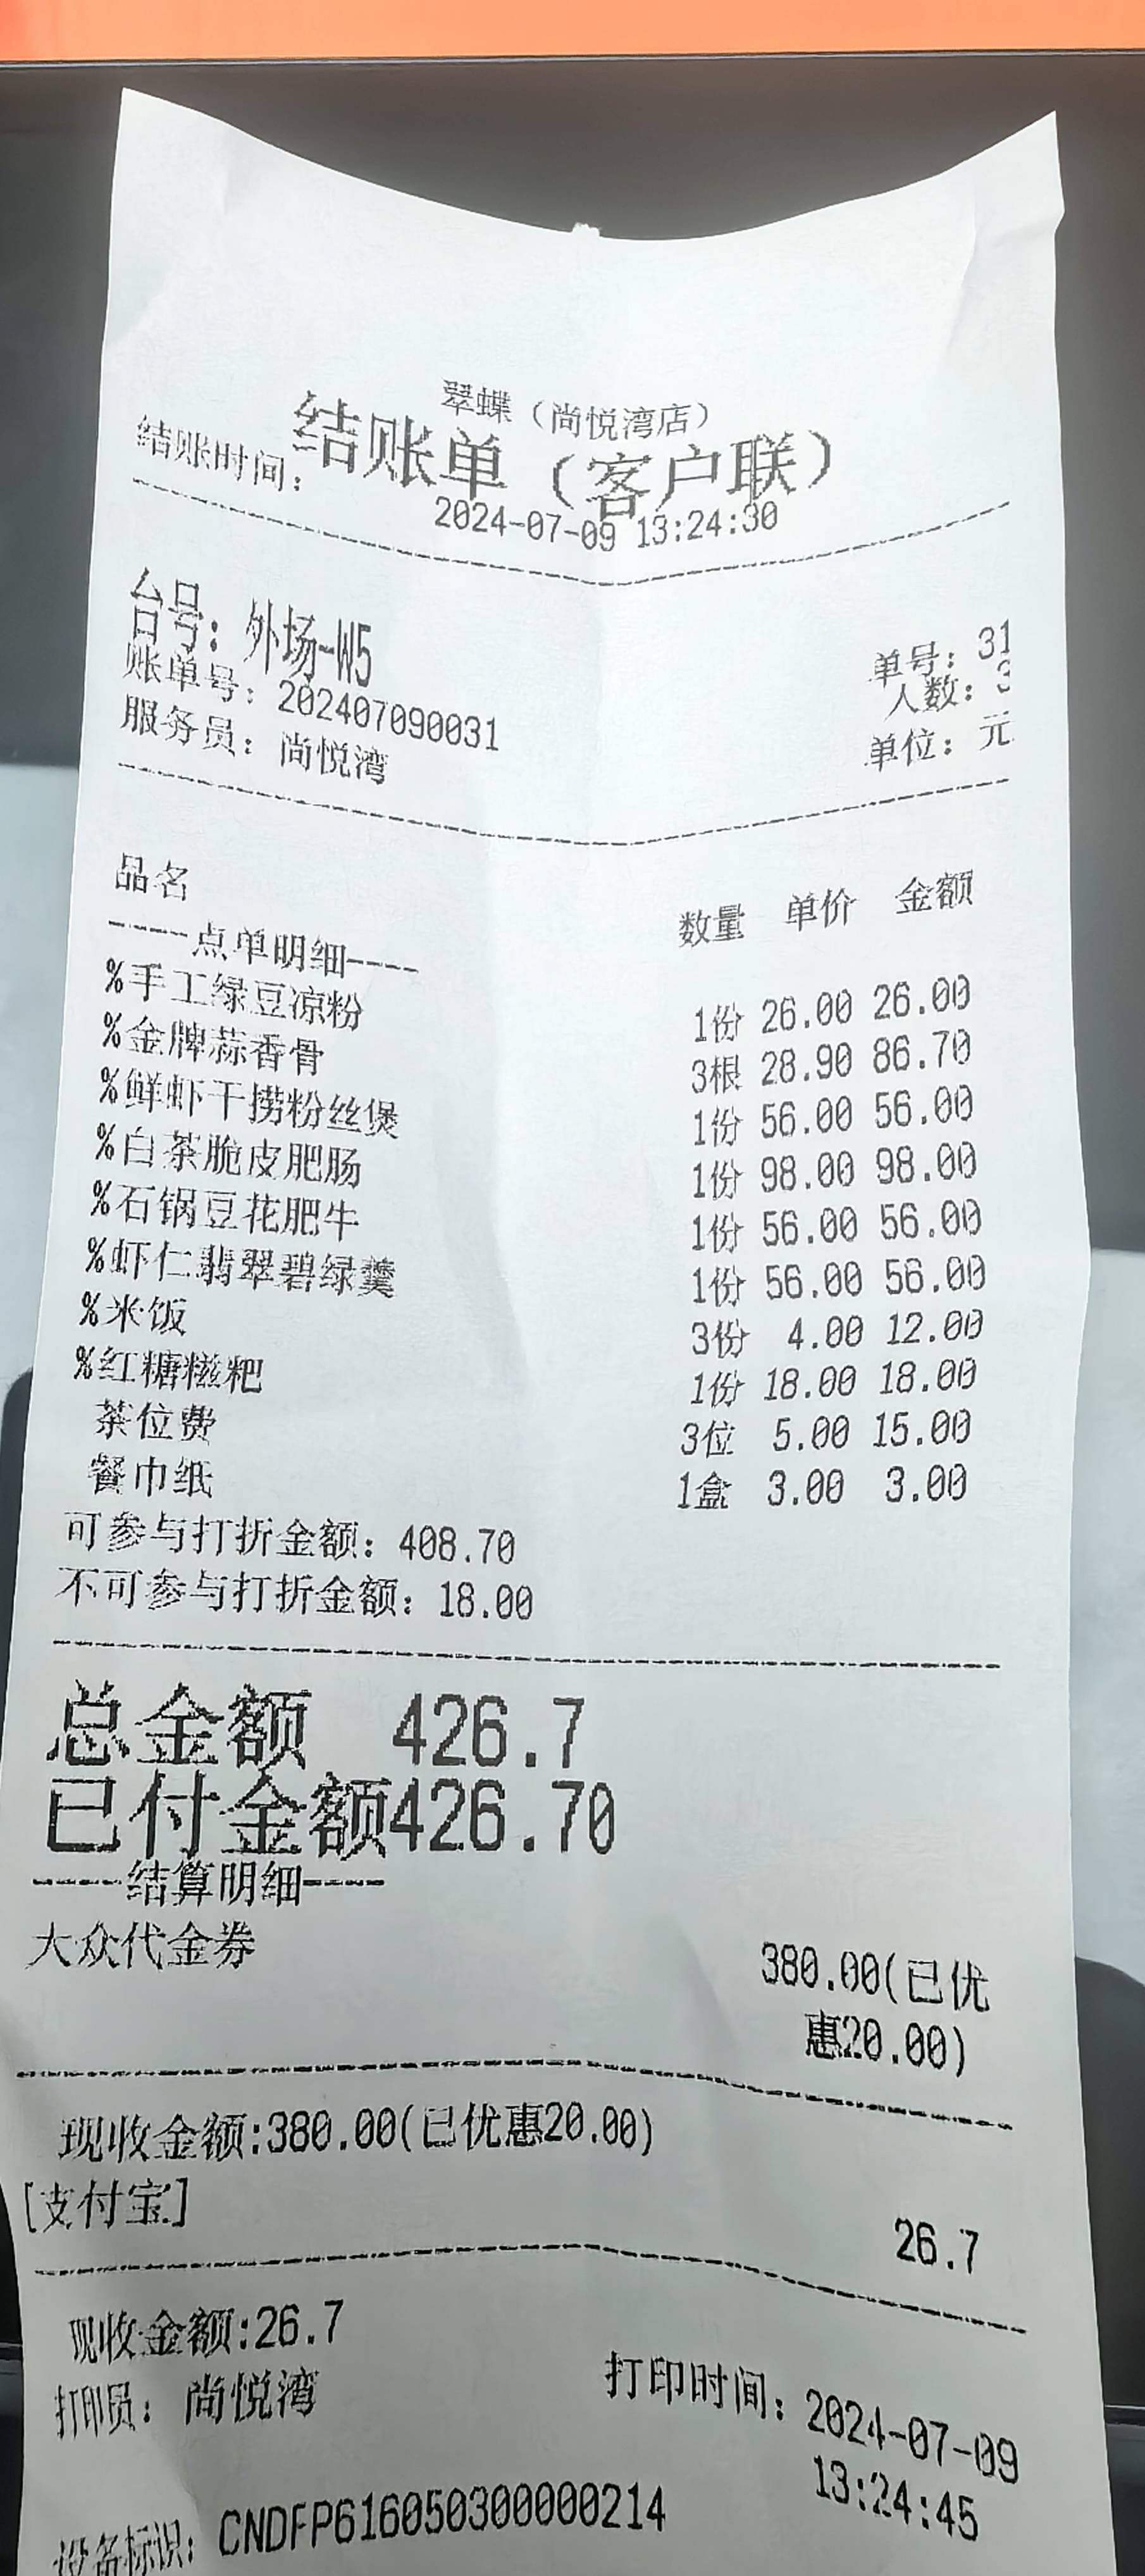 翠蝶（尚悦湾店）
结账单（客户联）
结账时间：
2024-07-09 13:24:30
台号：外场-W5
单号：31
账单号：202407090031
人数：3
服务员：尚悦湾
单位：元
品名 数量 单价 金额
----点单明细----
%手工绿豆凉粉 1份 26.00 26.00
%金牌蒜香骨 3根 28.90 86.70
%鲜虾干捞粉丝煲 1份 56.00 56.00
%白茶脆皮肥肠 1份 98.00 98.00
%石锅豆花肥牛 1份 56.00 56.00
%虾仁翡翠碧绿羹 1份 56.00 56.00
%米饭 3份 4.00 12.00
%红糖糍粑 1份 18.00 18.00
茶位费 3位 5.00 15.00
餐巾纸 1盒 3.00 3.00
可参与打折金额：408.70
不可参与打折金额：18.00
总金额 426.7
已付金额426.70
----结算明细----
大众代金券 380.00(已优
惠20.00)
现收金额:380.00(已优惠20.00)
[支付宝] 26.7
现收金额:26.7
打印员：尚悦湾
打印时间：2024-07-09
13:24:45
设备标识：CNDFP616050300000214